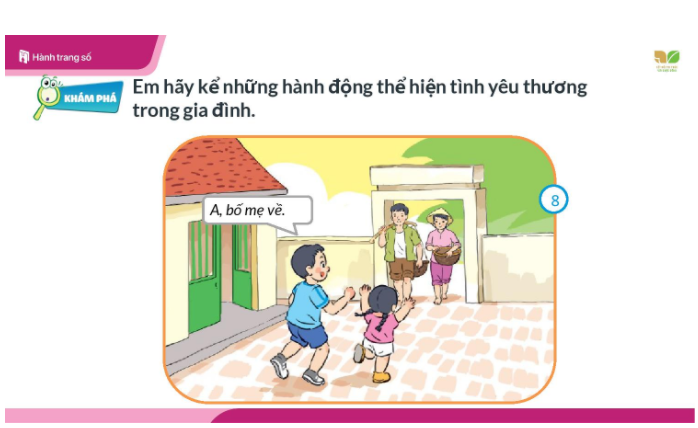 Hành trang số
KHÁM PHÁ
Em hãy kể những hành động thể hiện tình yêu thương
trong gia đình.
A, bố mẹ về.
8